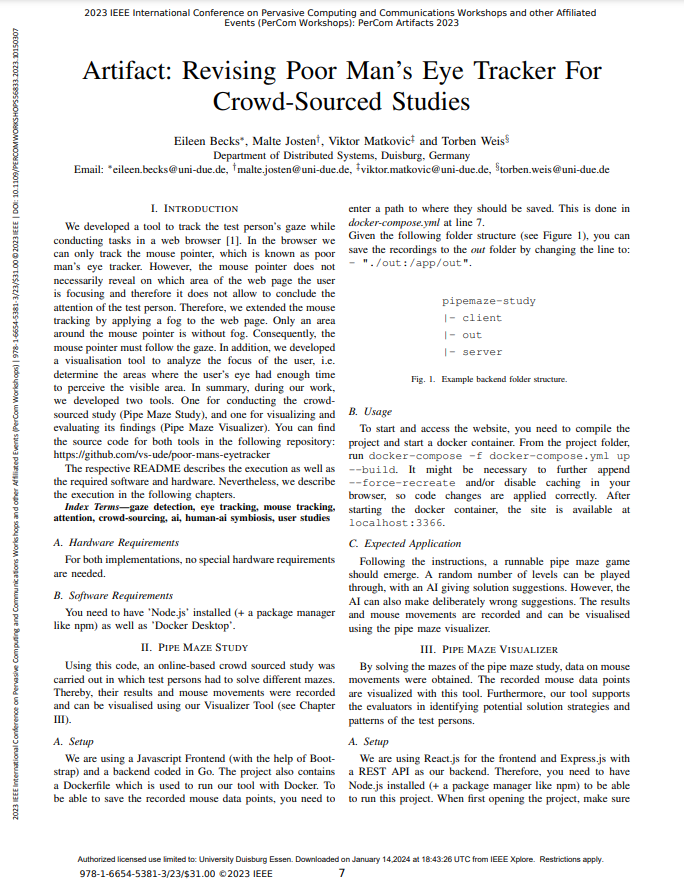 2023 IEEE International Conference on Pervasive Computing and Communications Workshops and other Affiliated
Events (PerCom Workshops): PerCom Artifacts 2023
Artifact: Revising Poor Man's Eye Tracker For
Crowd-Sourced Studies
Eileen Becks*, Malte Josten†, Viktor Matkovic‡ and Torben Weis§
Department of Distributed Systems, Duisburg, Germany
Email: *eileen.becks@uni-due.de, †malte.josten@uni-due.de, ‡viktor.matkovic@uni-due.de, §torben.weis@uni-due.de
I. Introduction
We developed a tool to track the test person's gaze while
conducting tasks in a web browser [1]. In the browser we
can only track the mouse pointer, which is known as poor
man's eye tracker. However, the mouse pointer does not
necessarily reveal on which area of the web page the user
is focusing and therefore it does not allow to conclude the
attention of the test person. Therefore, we extended the mouse
tracking by applying a fog to the web page. Only an area
around the mouse pointer is without fog. Consequently, the
mouse pointer must follow the gaze. In addition, we developed
a visualisation tool to analyze the focus of the user, i.e.
determine the areas where the user's eye had enough time
to perceive the visible area. In summary, during our work,
we developed two tools. One for conducting the crowd-
sourced study (Pipe Maze Study), and one for visualizing and
evaluating its findings (Pipe Maze Visualizer). You can find
the source code for both tools in the following repository:
https://github.com/vs-ude/poor-mans-eyetracker
The respective README describes the execution as well as
the required software and hardware. Nevertheless, we describe
the execution in the following chapters.
Index Terms—gaze detection, eye tracking, mouse tracking,
attention, crowd-sourcing, ai, human-ai symbiosis, user studies
A. Hardware Requirements
For both implementations, no special hardware requirements
are needed.
B. Software Requirements
You need to have 'Node.js' installed (+ a package manager
like npm) as well as 'Docker Desktop'.
II. Pipe Maze Study
Using this code, an online-based crowd sourced study was
carried out in which test persons had to solve different mazes.
Thereby, their results and mouse movements were recorded
and can be visualised using our Visualizer Tool (see Chapter
III).
A. Setup
We are using a Javascript Frontend (with the help of Boot-
strap) and a backend coded in Go. The project also contains
a Dockerfile which is used to run our tool with Docker. To
be able to save the recorded mouse data points, you need to
enter a path to where they should be saved. This is done in
docker-compose.yml at line 7.
Given the following folder structure (see Figure 1), you can
save the recordings to the out folder by changing the line to:
- "./out:/app/out".
pipemaze-study
|- client
|- out
|- server
Fig. 1. Example backend folder structure.
B. Usage
To start and access the website, you need to compile the
project and start a docker container. From the project folder,
run docker-compose -f docker-compose.yml up
--build. It might be necessary to further append
--force-recreate and/or disable caching in your
browser, so code changes are applied correctly. After
starting the docker container, the site is available at
localhost:3366.
C. Expected Application
Following the instructions, a runnable pipe maze game
should emerge. A random number of levels can be played
through, with an AI giving solution suggestions. However, the
AI can also make deliberately wrong suggestions. The results
and mouse movements are recorded and can be visualised
using the pipe maze visualizer.
III. Pipe Maze Visualizer
By solving the mazes of the pipe maze study, data on mouse
movements were obtained. The recorded mouse data points
are visualized with this tool. Furthermore, our tool supports
the evaluators in identifying potential solution strategies and
patterns of the test persons.
A. Setup
We are using React.js for the frontend and Express.js with
a REST API as our backend. Therefore, you need to have
Node.js installed (+ a package manager like npm) to be able
to run this project. When first opening the project, make sure
2023 IEEE International Conference on Pervasive Computing and Communications Workshops and other Affiliated Events (PerCom Workshops) | 978-1-6654-5381-3/23/$31.00 ©2023 IEEE | DOI: 10.1109/PERCOMWORKSHOPS56833.2023.10150307
Authorized licensed use limited to: University Duisburg Essen. Downloaded on January 14,2024 at 18:43:26 UTC from IEEE Xplore. Restrictions apply.
978-1-6654-5381-3/23/$31.00 ©2023 IEEE
7